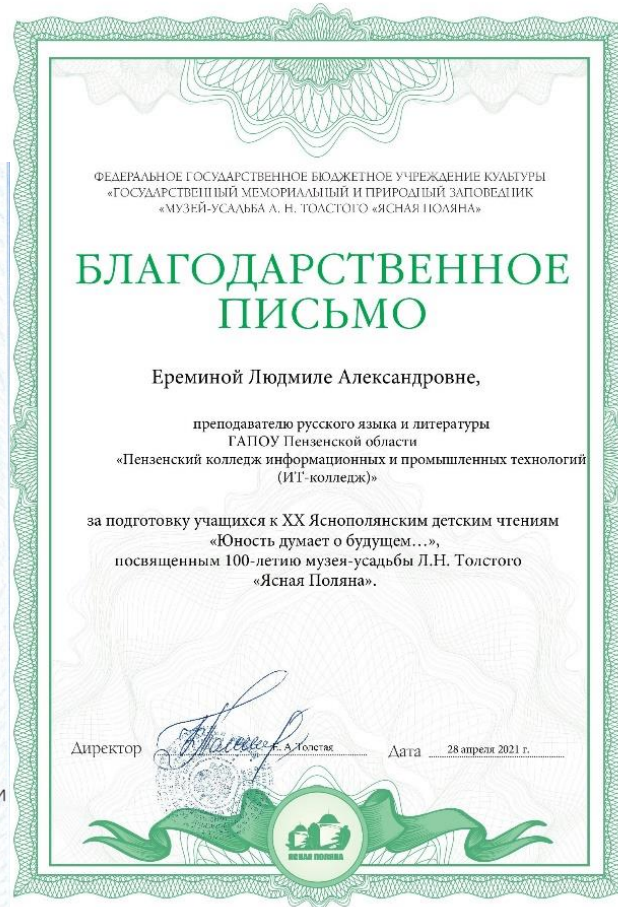 ФЕДЕРАЛЬНОЕ ГОСУДАРСТВЕННОЕ БЮДЖЕТНОЕ УЧРЕЖДЕНИЕ КУЛЬТУРЫ
«ГОСУДАРСТВЕННЫЙ МЕМОРИАЛЬНЫЙ И ПРИРОДНЫЙ ЗАПОВЕДНИК
«МУЗЕЙ-УСАДЬБА Л. Н. ТОЛСТОГО «ЯСНАЯ ПОЛЯНА»
БЛАГОДАРСТВЕННОЕ
ПИСЬМО
Ереминой Людмиле Александровне,
преподавателю русского языка и литературы
ГАПОУ Пензенской области
«Пензенский колледж информационных и промышленных технологий
(ИТ-колледж)»
за подготовку учащихся к XX Яснополянским детским чтениям
«Юность думает о будущем…»,
посвященным 100-летию музея-усадьбы Л.Н. Толстого
«Ясная Поляна».
Директор Е. А. Толстая Дата 28 апреля 2021 г.
и
ЯСНАЯ ПОЛЯНА